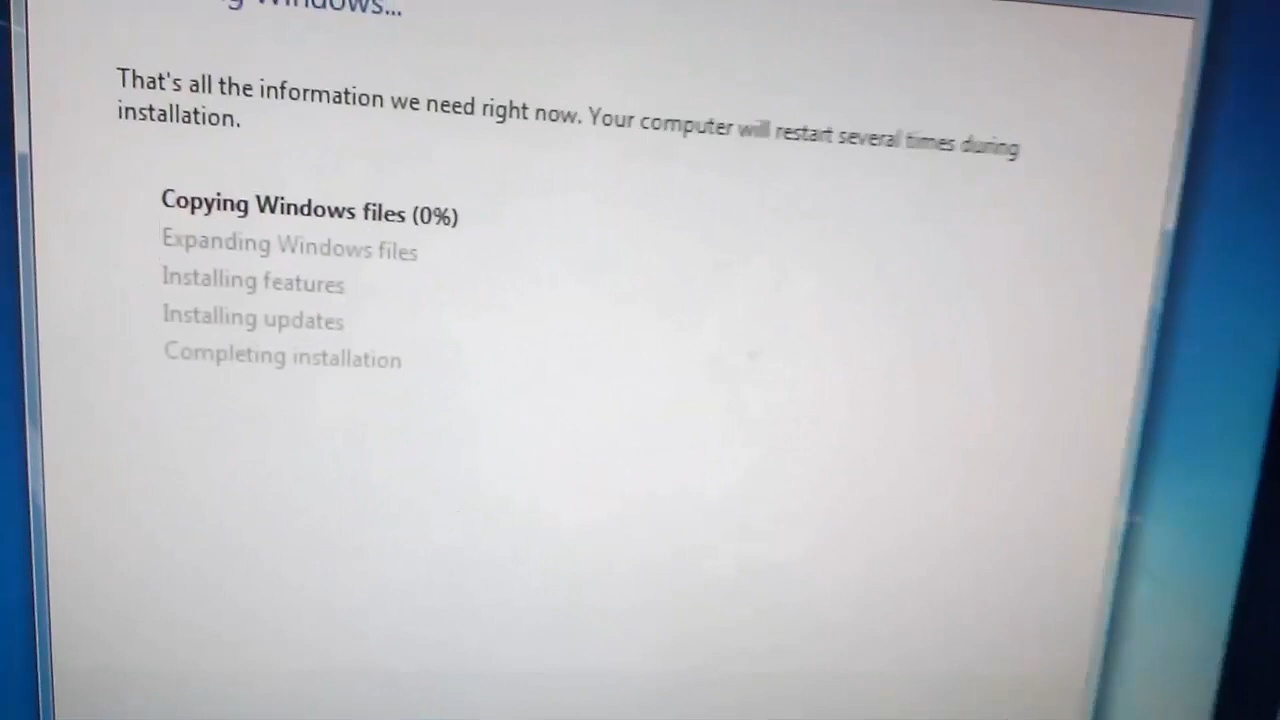 Windows...
That's all the information we need right now. Your computer will restart several times during
installation.
Copying Windows files (0%)
Expanding Windows files
Installing features
Installing updates
Completing installation